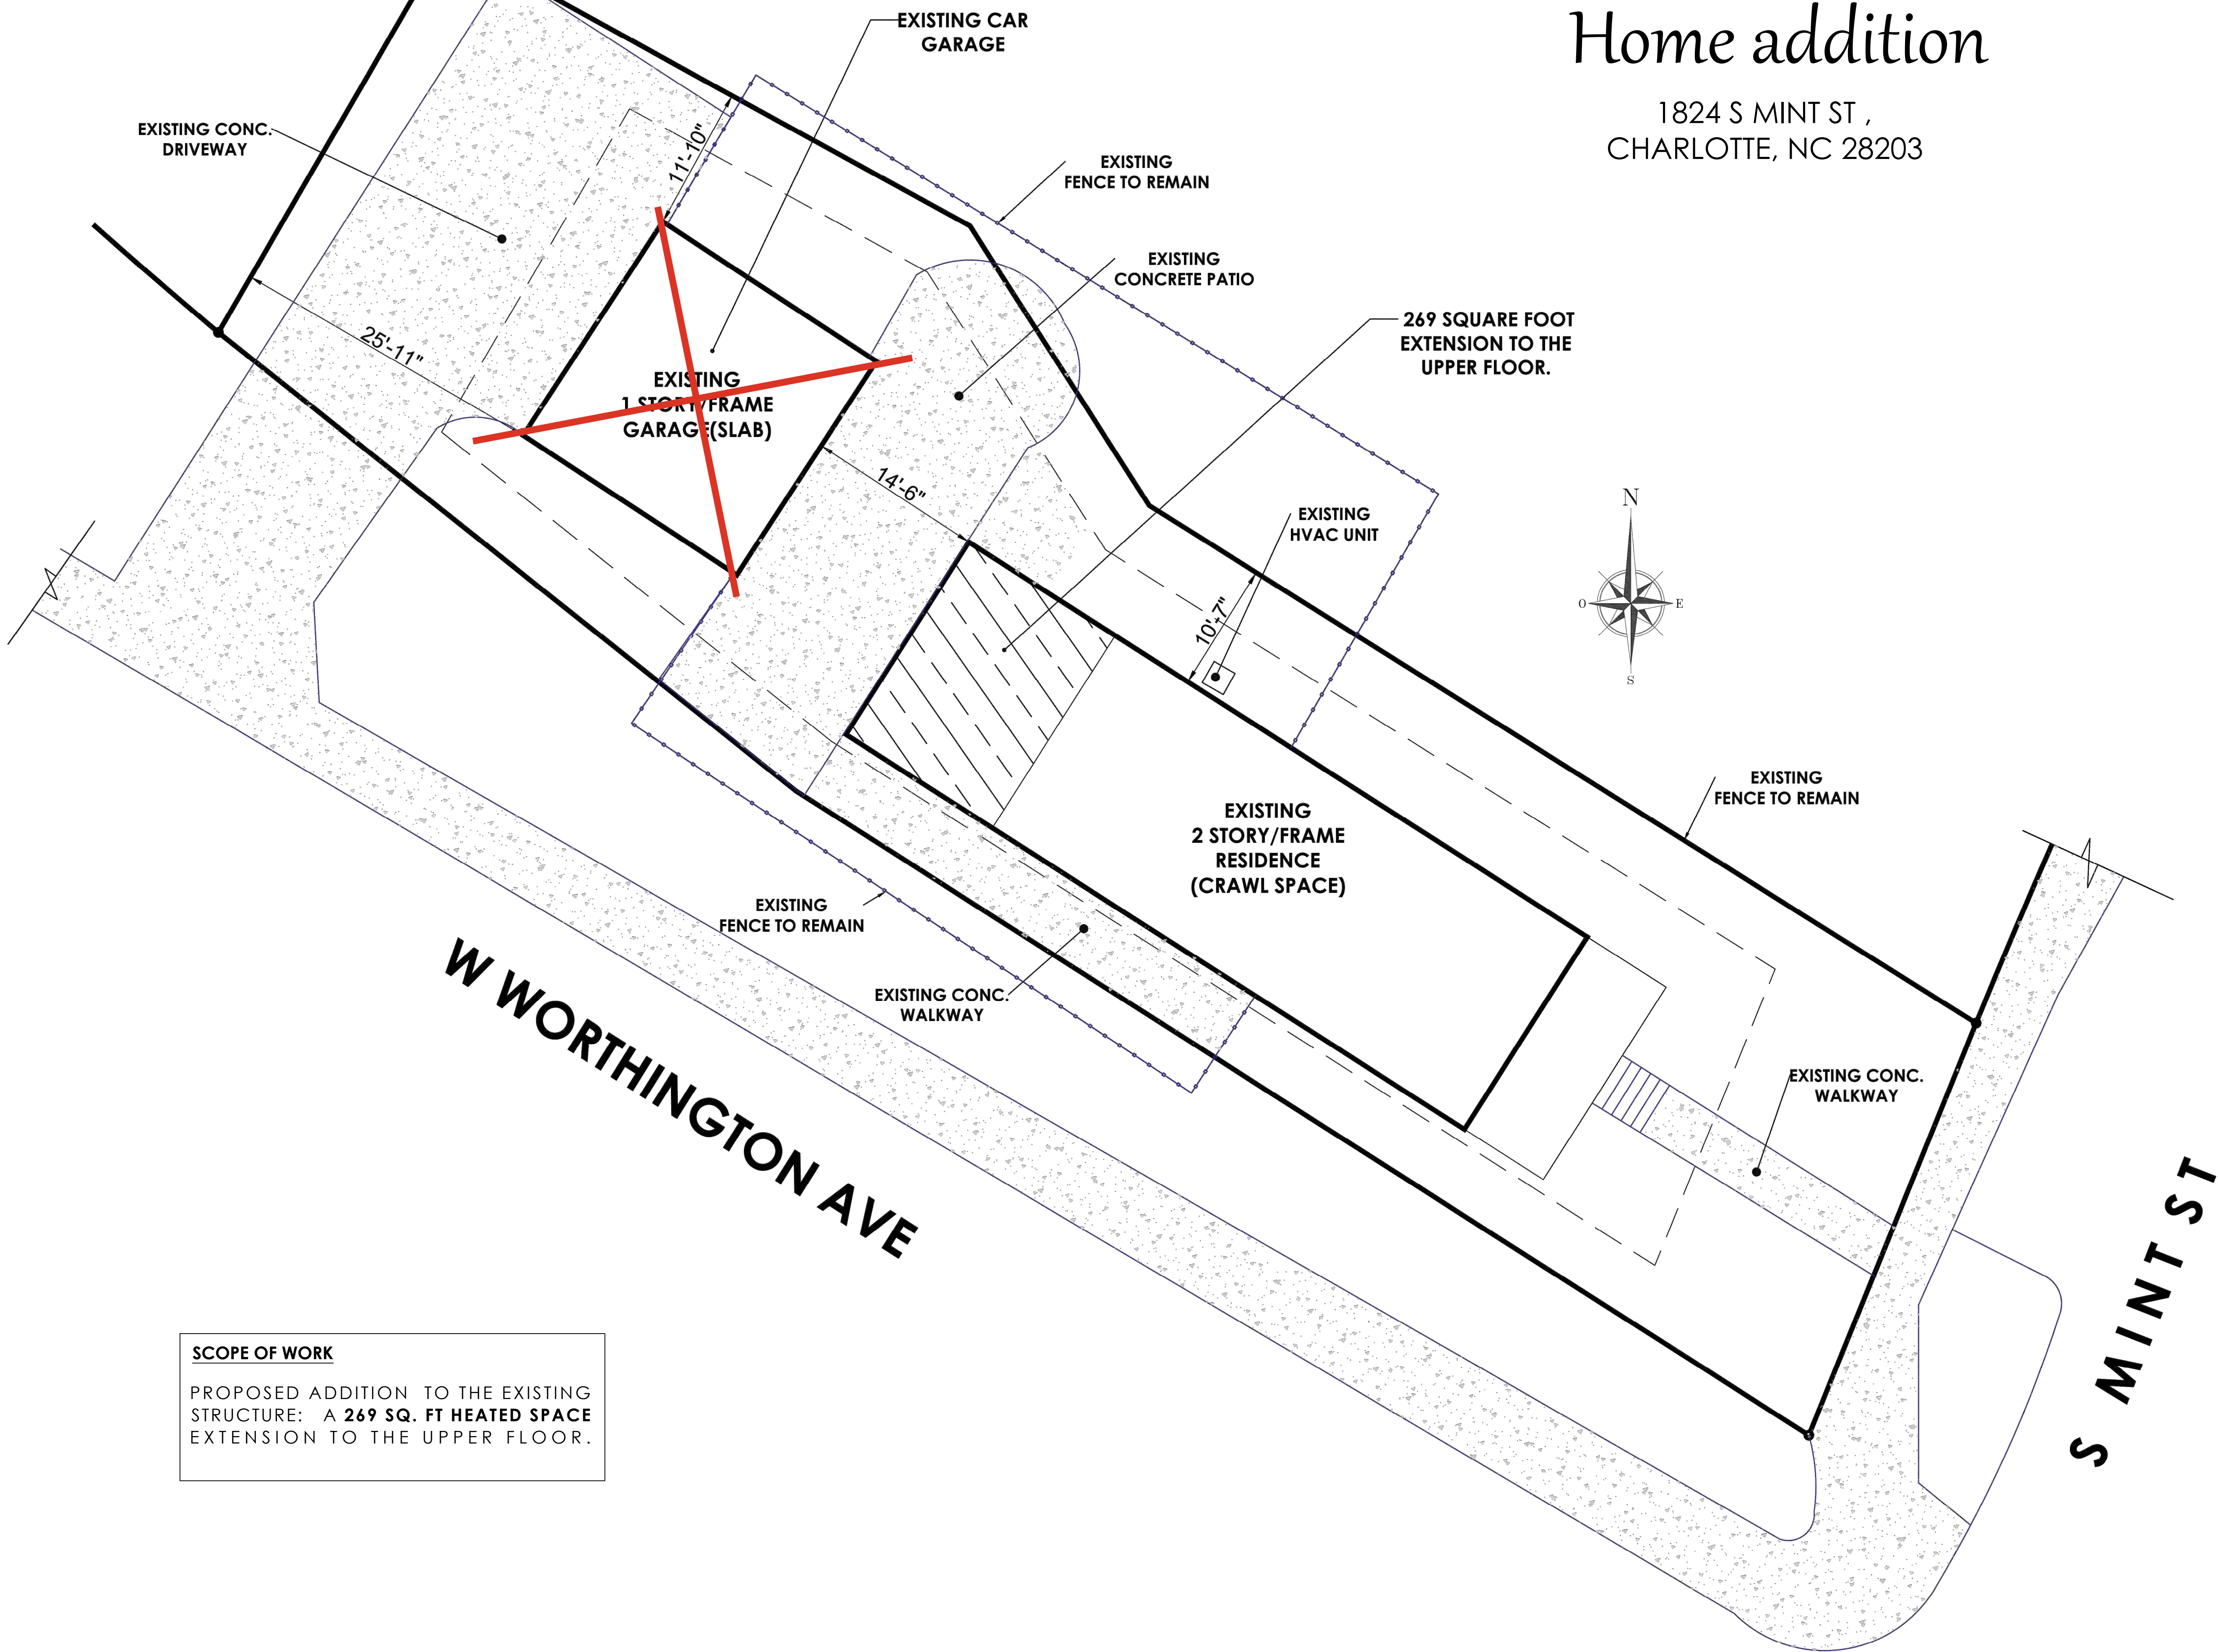 Home addition
1824 S MINT ST ,
CHARLOTTE, NC 28203
EXISTING CAR
GARAGE
EXISTING CONC.
DRIVEWAY
11'-10"
EXISTING
FENCE TO REMAIN
EXISTING
CONCRETE PATIO
269 SQUARE FOOT
EXTENSION TO THE
UPPER FLOOR.
25'-11"
EXISTING
1 STORY/FRAME
GARAGE(SLAB)
14'-6"
EXISTING
HVAC UNIT
N
O
E
S
10'-7"
EXISTING
FENCE TO REMAIN
EXISTING
2 STORY/FRAME
RESIDENCE
(CRAWL SPACE)
EXISTING
FENCE TO REMAIN
EXISTING CONC.
WALKWAY
W WORTHINGTON AVE
EXISTING CONC.
WALKWAY
S MINT ST
SCOPE OF WORK
PROPOSED ADDITION TO THE EXISTING
STRUCTURE: A 269 SQ. FT HEATED SPACE
EXTENSION TO THE UPPER FLOOR.